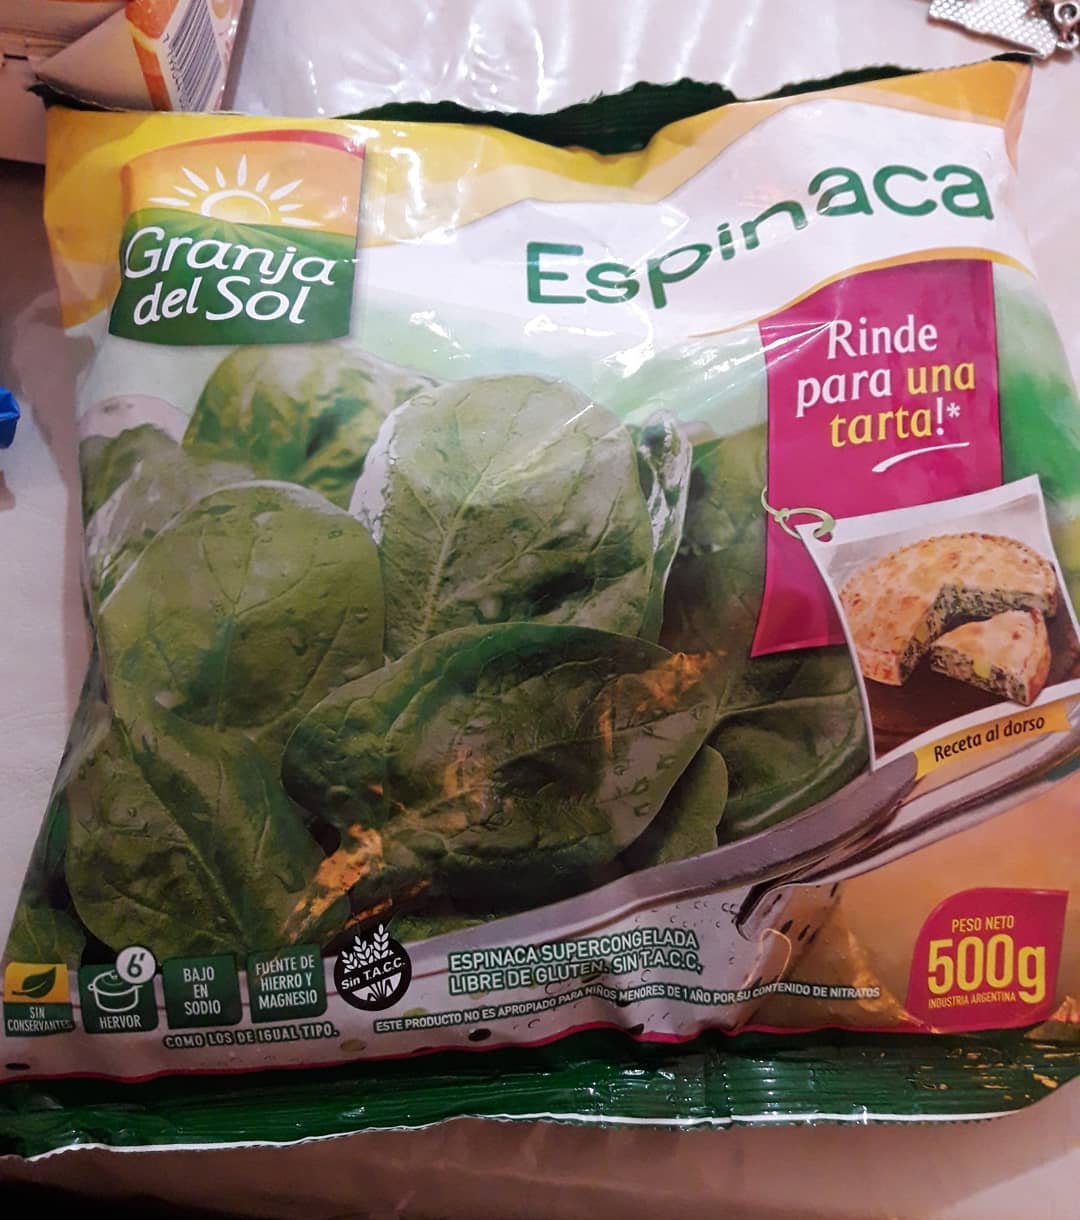 Granja
del Sol
Espinaca
Rinde
para una
tarta!*
Receta al dorso
SIN
CONSERVANTES
6'
HERVOR
BAJO
EN
SODIO
FUENTE DE
HIERRO Y
MAGNESIO
COMO LOS DE IGUAL TIPO.
Sin T.A.C.C.
ESPINACA SUPERCONGELADA
LIBRE DE GLUTEN. SIN T.A.C.C.
ESTE PRODUCTO NO ES APROPIADO PARA NIÑOS MENORES DE 1 AÑO POR SU CONTENIDO DE NITRATOS
PESO NETO
500g
INDUSTRIA ARGENTINA